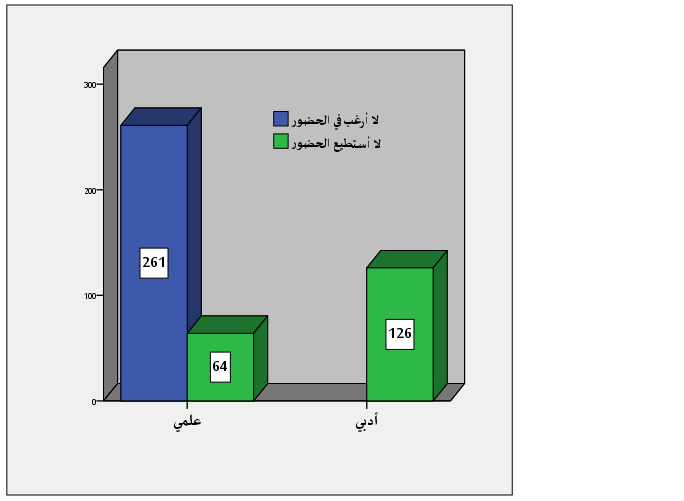 300
لا أرغب في الحضور
لا أستطيع الحضور
200
261
100
126
64
0
علمي
أدبي